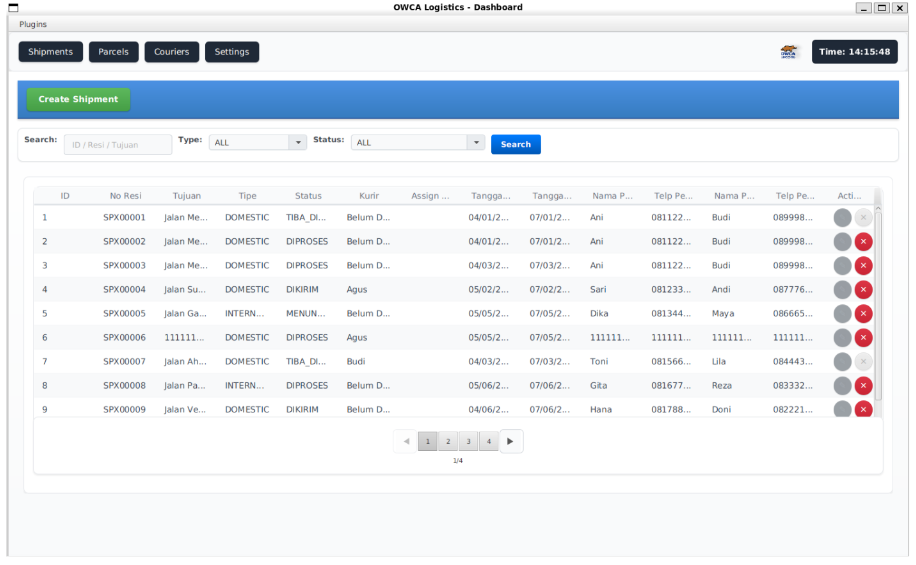 OWCA Logistics - Dashboard
Plugins
Shipments Parcels Couriers Settings OWCA Time: 14:15:48
Create Shipment
Search: ID / Resi / Tujuan Type: ALL Status: ALL Search
ID No Resi Tujuan Tipe Status Kurir Assign ... Tangga... Tangga... Nama P... Telp Pe... Nama P... Telp Pe... Acti...
1 SPX00001 Jalan Me... DOMESTIC TIBA_DI... Belum D... 04/01/2... 07/01/2... Ani 081122... Budi 089998...
2 SPX00002 Jalan Me... DOMESTIC DIPROSES Belum D... 04/01/2... 07/01/2... Ani 081122... Budi 089998...
3 SPX00003 Jalan Me... DOMESTIC DIPROSES Belum D... 04/03/2... 07/03/2... Ani 081122... Budi 089998...
4 SPX00004 Jalan Su... DOMESTIC DIKIRIM Agus 05/02/2... 07/02/2... Sari 081233... Andi 087776...
5 SPX00005 Jalan Ga... INTERN... MENUN... Belum D... 05/05/2... 07/05/2... Dika 081344... Maya 086665...
6 SPX00006 111111... DOMESTIC DIPROSES Agus 05/05/2... 07/05/2... 111111... 111111... 111111... 111111...
7 SPX00007 Jalan Ah... DOMESTIC TIBA_DI... Budi 04/03/2... 07/03/2... Toni 081566... Lila 084443...
8 SPX00008 Jalan Pa... INTERN... DIPROSES Belum D... 05/06/2... 07/06/2... Gita 081677... Reza 083332...
9 SPX00009 Jalan Ve... DOMESTIC DIKIRIM Belum D... 04/06/2... 07/06/2... Hana 081788... Doni 082221...
1 2 3 4
1/4